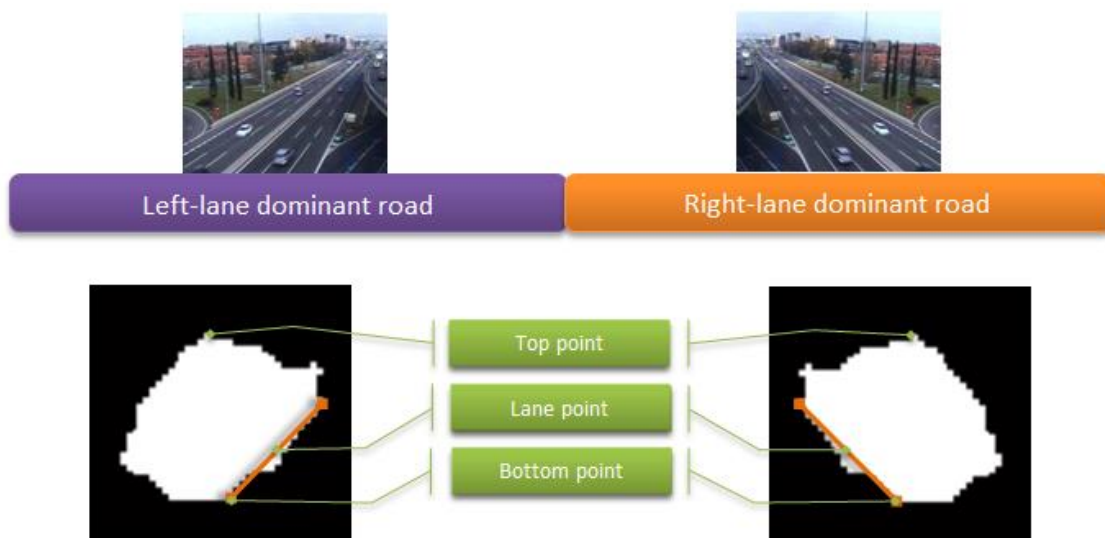 Left-lane dominant road
Right-lane dominant road
Top point
Lane point
Bottom point